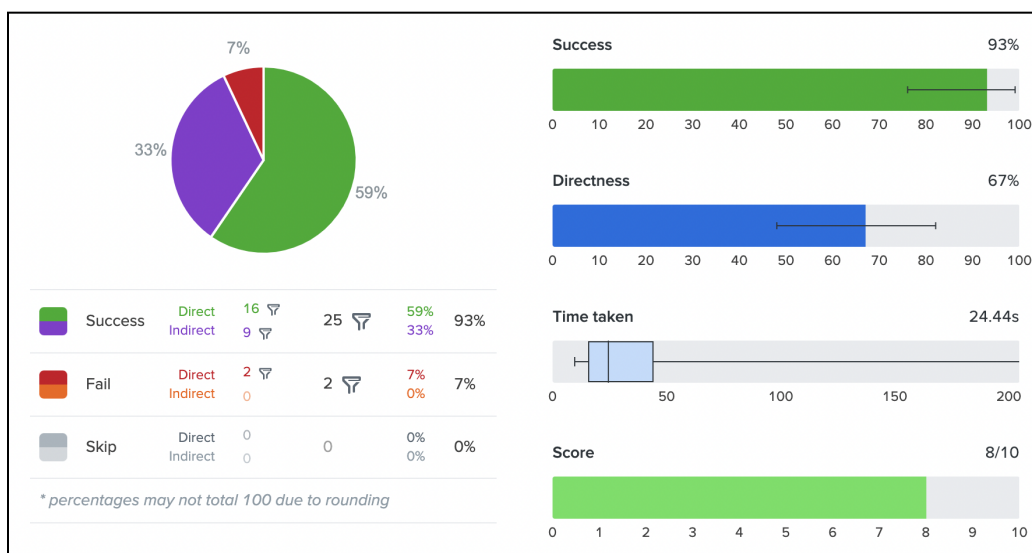 7%
33%
59%
Success Direct 16 25 59% 93%
Indirect 9 33%
Fail Direct 2 2 7% 7%
Indirect 0 0%
Skip Direct 0 0 0% 0%
Indirect 0 0%
* percentages may not total 100 due to rounding
Success 93%
0 10 20 30 40 50 60 70 80 90 100
Directness 67%
0 10 20 30 40 50 60 70 80 90 100
Time taken 24.44s
0 50 100 150 200
Score 8/10
0 1 2 3 4 5 6 7 8 9 10